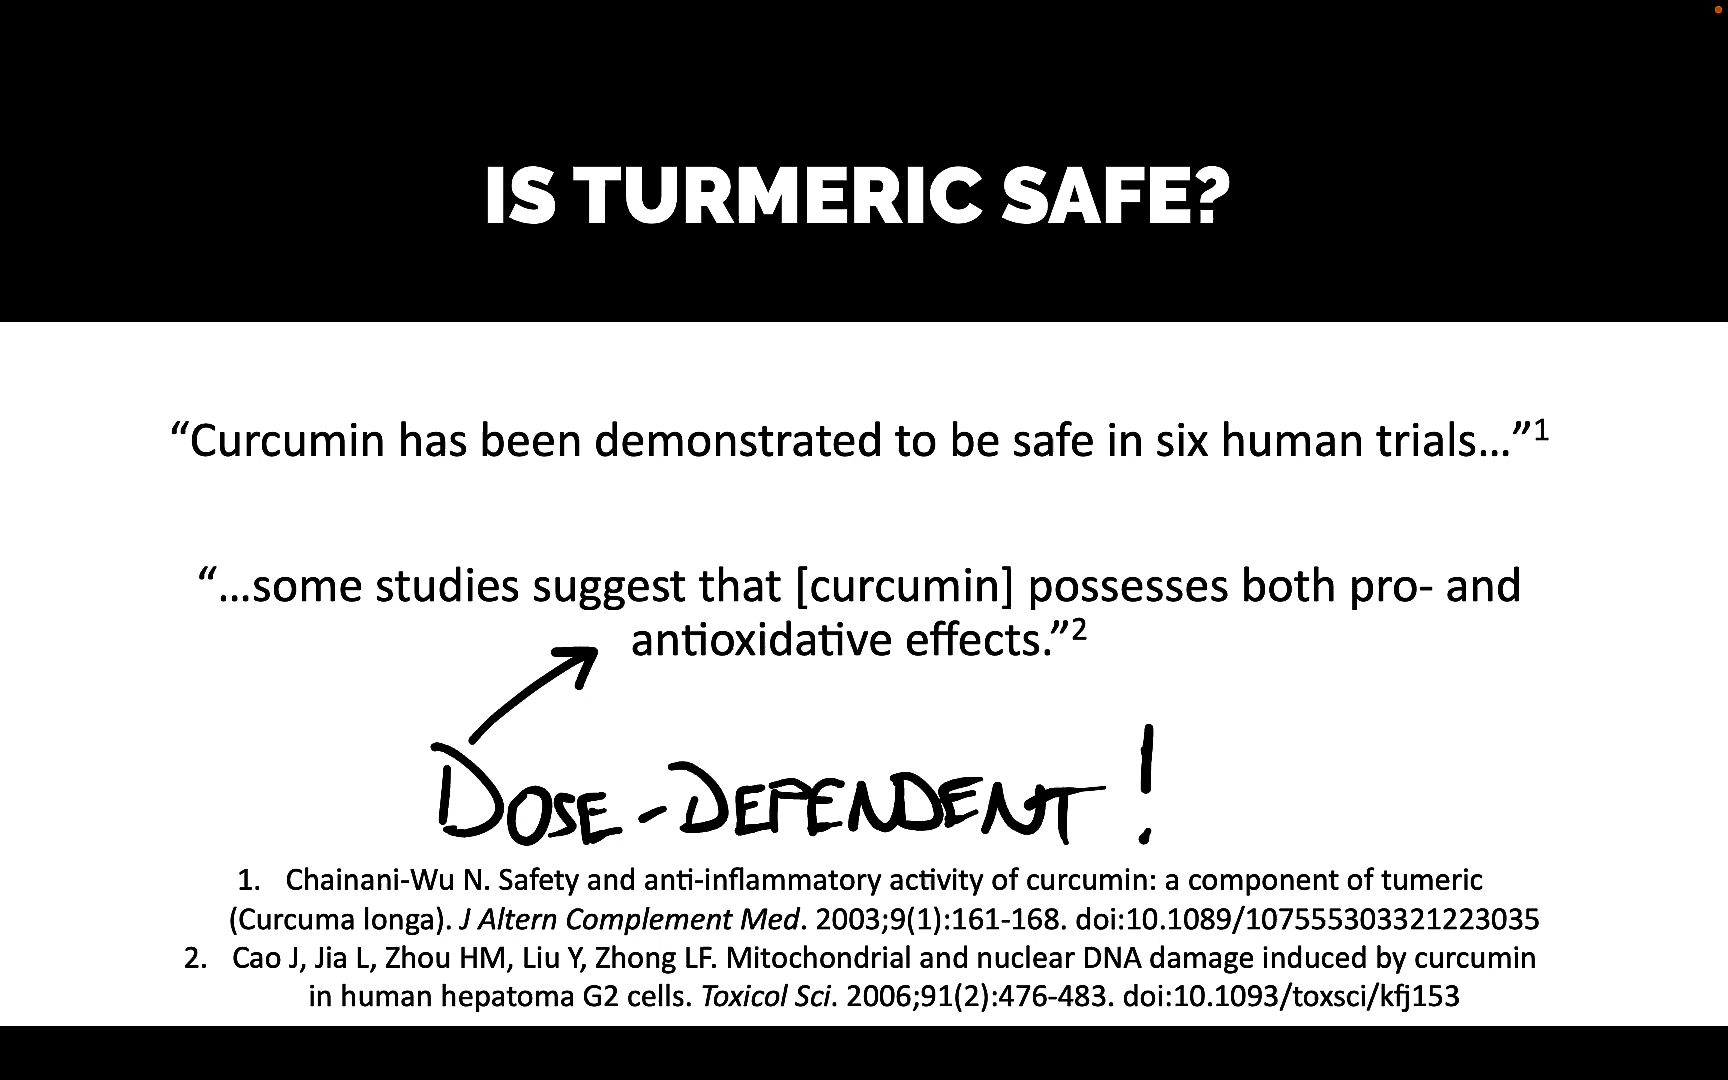 IS TURMERIC SAFE?
“Curcumin has been demonstrated to be safe in six human trials...”1
“...some studies suggest that [curcumin] possesses both pro- and
antioxidative effects.”2
DOSE-DEPENDENT!
1. Chainani-Wu N. Safety and anti-inflammatory activity of curcumin: a component of tumeric
(Curcuma longa). J Altern Complement Med. 2003;9(1):161-168. doi:10.1089/107555303321223035
2. Cao J, Jia L, Zhou HM, Liu Y, Zhong LF. Mitochondrial and nuclear DNA damage induced by curcumin
in human hepatoma G2 cells. Toxicol Sci. 2006;91(2):476-483. doi:10.1093/toxsci/kfj153